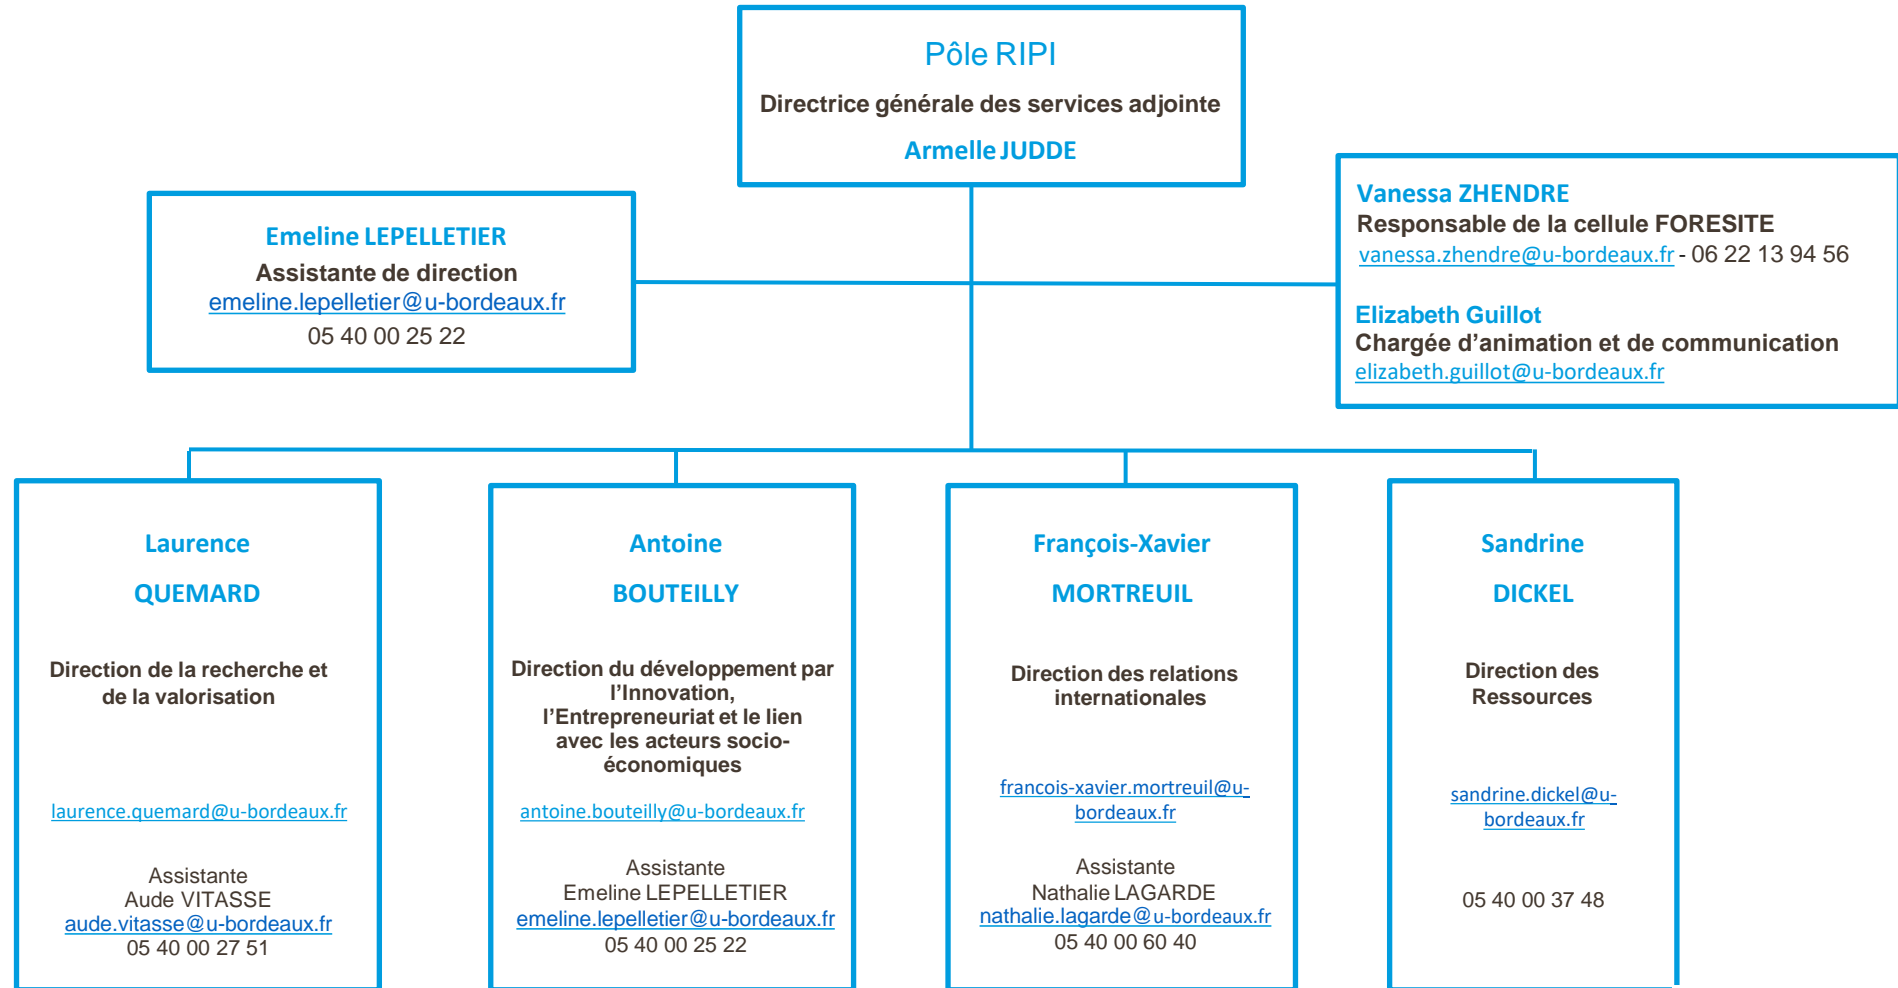 Pôle RIPI
Directrice générale des services adjointe
Armelle JUDDE
Emeline LEPELLETIER
Assistante de direction
emeline.lepelletier@u-bordeaux.fr
05 40 00 25 22
Vanessa ZHENDRE
Responsable de la cellule FORESITE
vanessa.zhendre@u-bordeaux.fr - 06 22 13 94 56
Elizabeth Guillot
Chargée d’animation et de communication
elizabeth.guillot@u-bordeaux.fr
Laurence
QUEMARD
Direction de la recherche et
de la valorisation
laurence.quemard@u-bordeaux.fr
Assistante
Aude VITASSE
aude.vitasse@u-bordeaux.fr
05 40 00 27 51
Antoine
BOUTEILLY
Direction du développement par
l’Innovation,
l’Entrepreneuriat et le lien
avec les acteurs socio-
économiques
antoine.bouteilly@u-bordeaux.fr
Assistante
Emeline LEPELLETIER
emeline.lepelletier@u-bordeaux.fr
05 40 00 25 22
François-Xavier
MORTREUIL
Direction des relations
internationales
francois-xavier.mortreuil@u-
bordeaux.fr
Assistante
Nathalie LAGARDE
nathalie.lagarde@u-bordeaux.fr
05 40 00 60 40
Sandrine
DICKEL
Direction des
Ressources
sandrine.dickel@u-
bordeaux.fr
05 40 00 37 48